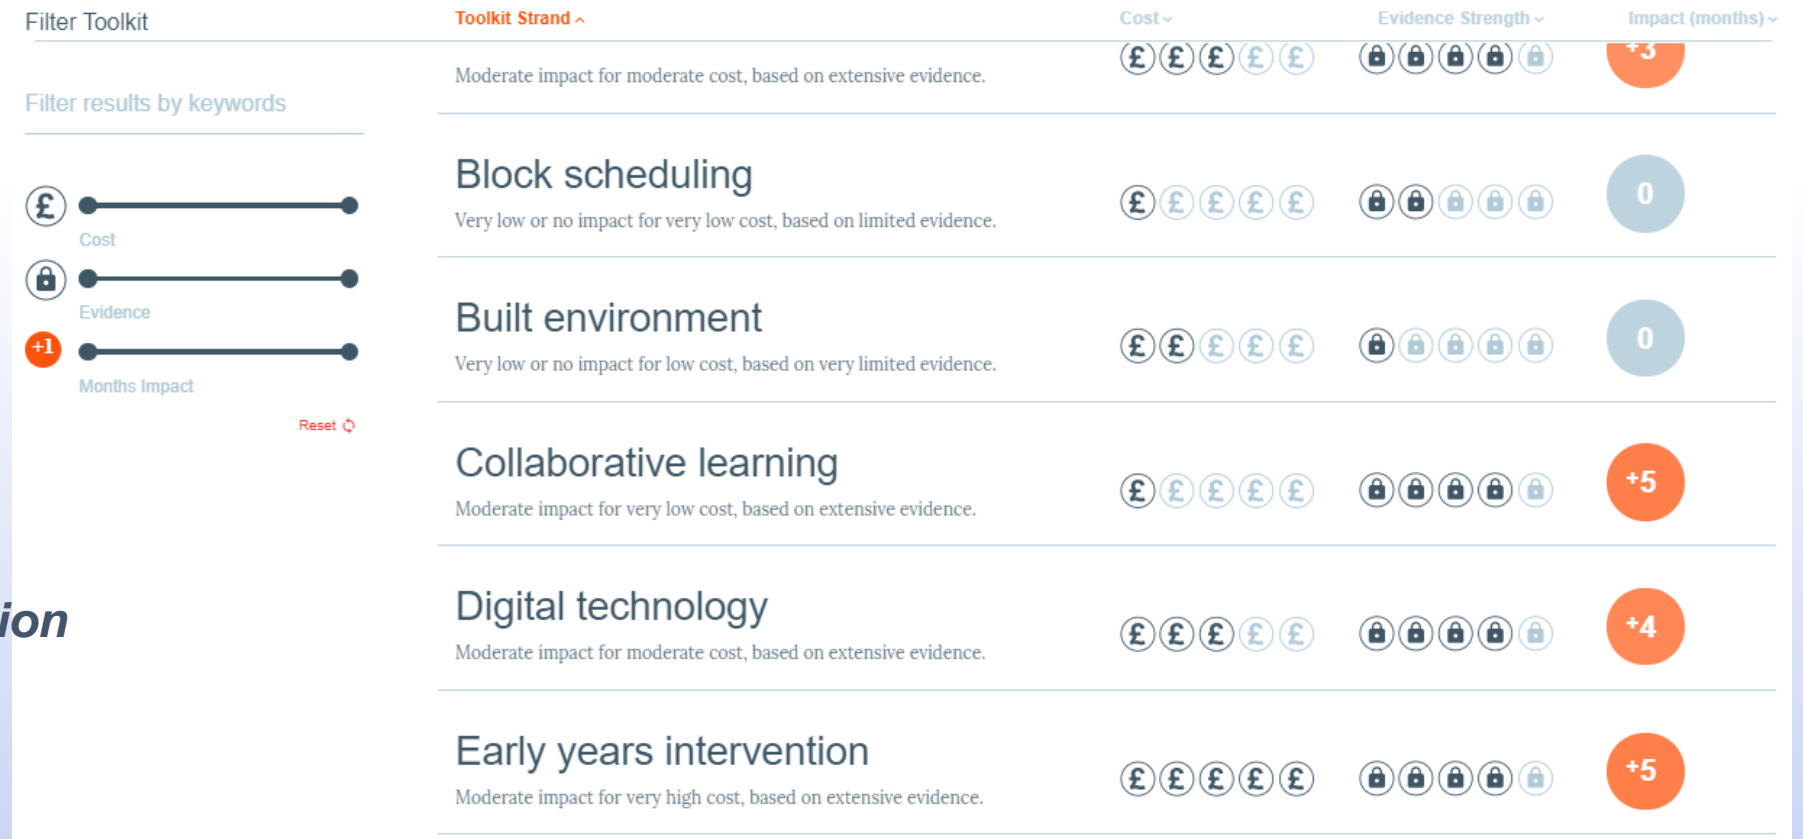 Filter Toolkit
Toolkit Strand
Cost
Evidence Strength
Impact (months)
Filter results by keywords
£
Cost
Evidence
+1
Months Impact
Reset
ion
Moderate impact for moderate cost, based on extensive evidence.
£ £ £ £ £
+3
Block scheduling
Very low or no impact for very low cost, based on limited evidence.
£ £ £ £ £
0
Built environment
Very low or no impact for low cost, based on very limited evidence.
£ £ £ £ £
0
Collaborative learning
Moderate impact for very low cost, based on extensive evidence.
£ £ £ £ £
+5
Digital technology
Moderate impact for moderate cost, based on extensive evidence.
£ £ £ £ £
+4
Early years intervention
Moderate impact for very high cost, based on extensive evidence.
£ £ £ £ £
+5